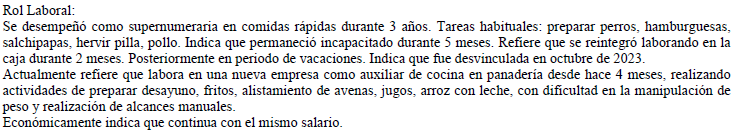 Rol Laboral:
Se desempeñó como supernumeraria en comidas rápidas durante 3 años. Tareas habituales: preparar perros, hamburguesas,
salchipapas, hervir pilla, pollo. Indica que permaneció incapacitado durante 5 meses. Refiere que se reintegró laborando en la
caja durante 2 meses. Posteriormente en periodo de vacaciones. Indica que fue desvinculada en octubre de 2023.
Actualmente refiere que labora en una nueva empresa como auxiliar de cocina en panadería desde hace 4 meses, realizando
actividades de preparar desayuno, fritos, alistamiento de avenas, jugos, arroz con leche, con dificultad en la manipulación de
peso y realización de alcances manuales.
Económicamente indica que continua con el mismo salario.